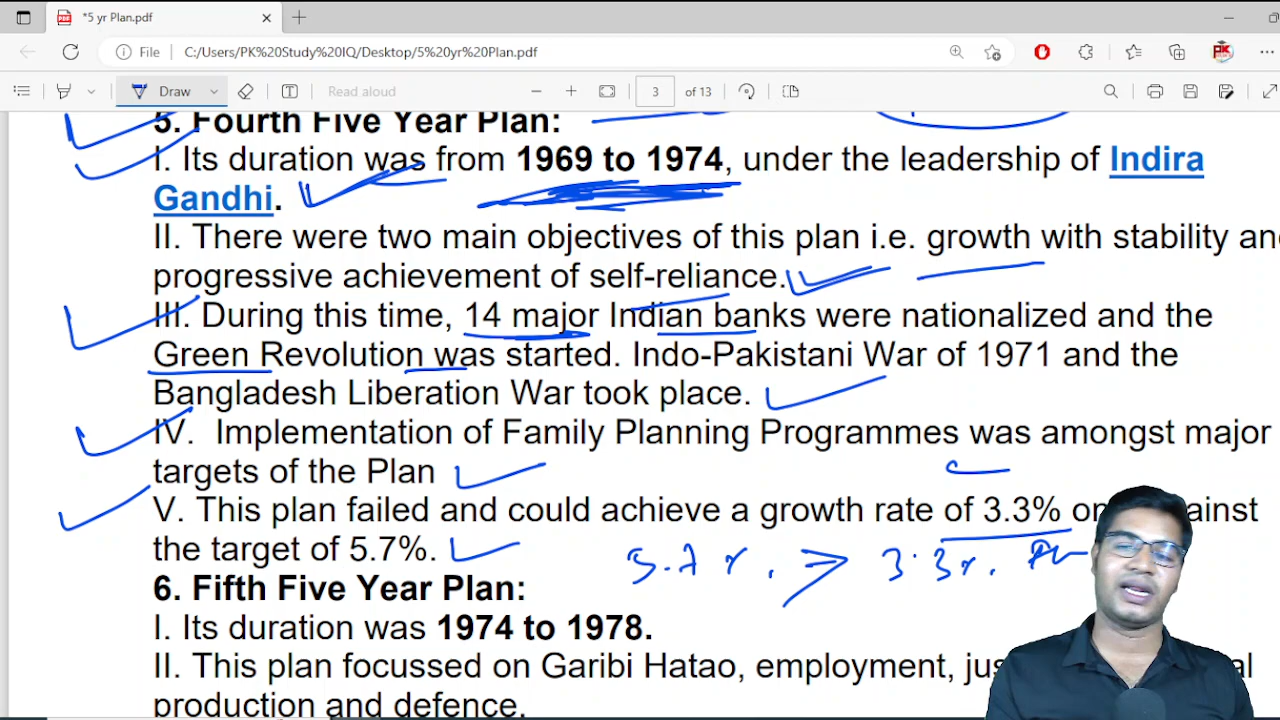 *5 yr Plan.pdf
File C:/Users/PK%20Study%20IQ/Desktop/5%20yr%20Plan.pdf
Draw Read aloud 3 of 13
5. Fourth Five Year Plan:
I. Its duration was from 1969 to 1974, under the leadership of Indira
Gandhi.
II. There were two main objectives of this plan i.e. growth with stability and
progressive achievement of self-reliance.
III. During this time, 14 major Indian banks were nationalized and the
Green Revolution was started. Indo-Pakistani War of 1971 and the
Bangladesh Liberation War took place.
IV. Implementation of Family Planning Programmes was amongst major
targets of the Plan
V. This plan failed and could achieve a growth rate of 3.3%
the target of 5.7%.
5.7 3.3
6. Fifth Five Year Plan:
I. Its duration was 1974 to 1978.
II. This plan focussed on Garibi Hatao, employment,
production and defence.